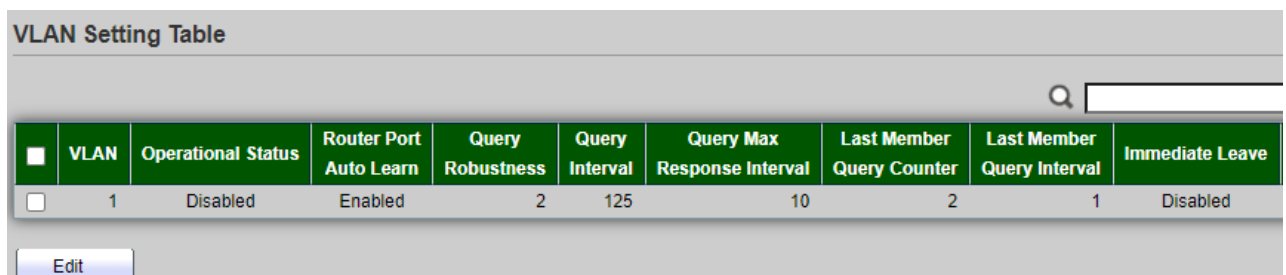 VLAN Setting Table
VLAN Operational Status Router Port Auto Learn Query Robustness Query Interval Query Max Response Interval Last Member Query Counter Last Member Query Interval Immediate Leave
1 Disabled Enabled 2 125 10 2 1 Disabled
Edit